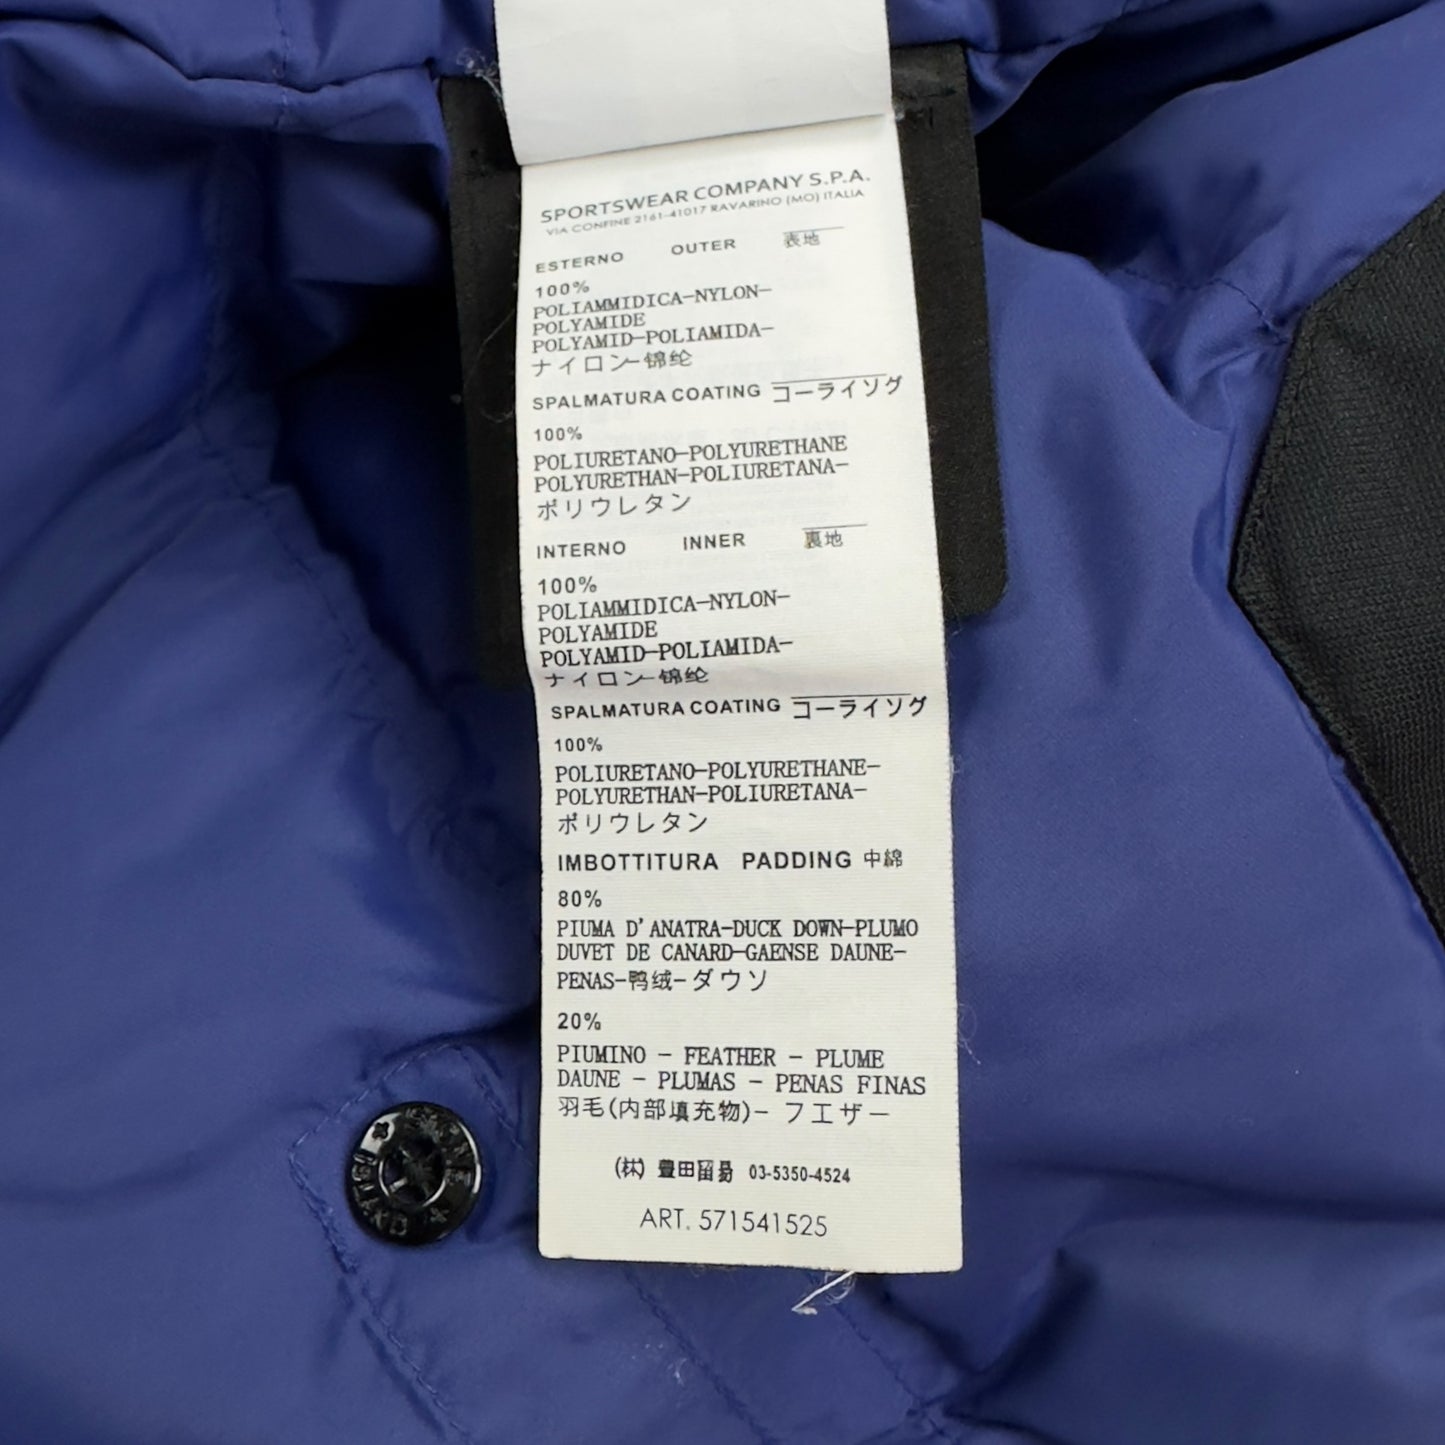 SPORTSWEAR COMPANY S.P.A.
VIA CONFINE 2161-41017 RAVARINO (MO) ITALIA
ESTERNO OUTER 表地
100%
POLIAMMIDICA-NYLON-
POLYAMIDE
POLYAMID-POLIAMIDA-
ナイロン-锦纶
SPALMATURA COATING コーライソグ
100%
POLIURETANO-POLYURETHANE
POLYURETHAN-POLIURETANA-
ポリウレタン
INTERNO INNER 裏地
100%
POLIAMMIDICA-NYLON-
POLYAMIDE
POLYAMID-POLIAMIDA-
ナイロン-锦纶
SPALMATURA COATING コーライソグ
100%
POLIURETANO-POLYURETHANE-
POLYURETHAN-POLIURETANA-
ポリウレタン
IMBOTTITURA PADDING 中綿
80%
PIUMA D'ANATRA-DUCK DOWN-PLUMO
DUVET DE CANARD-GAENSE DAUNE-
PENAS-鸭绒-ダウソ
20%
PIUMINO - FEATHER - PLUME
DAUNE - PLUMAS - PENAS FINAS
羽毛(内部填充物)- フエザー
(株) 豊田留易 03-5350-4524
ART. 571541525